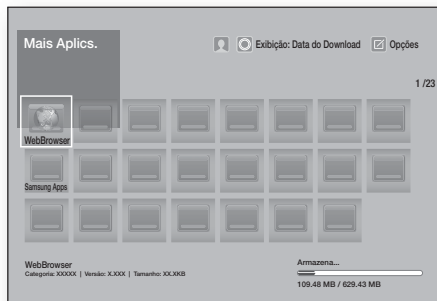 Mais Aplics.
Exibição: Data do Download Opções
1 /23
WebBrowser
Samsung Apps
WebBrowser
Categoria: XXXXX | Versão: X.XXX | Tamanho: XX.XKB
Armazena...
109.48 MB / 629.43 MB